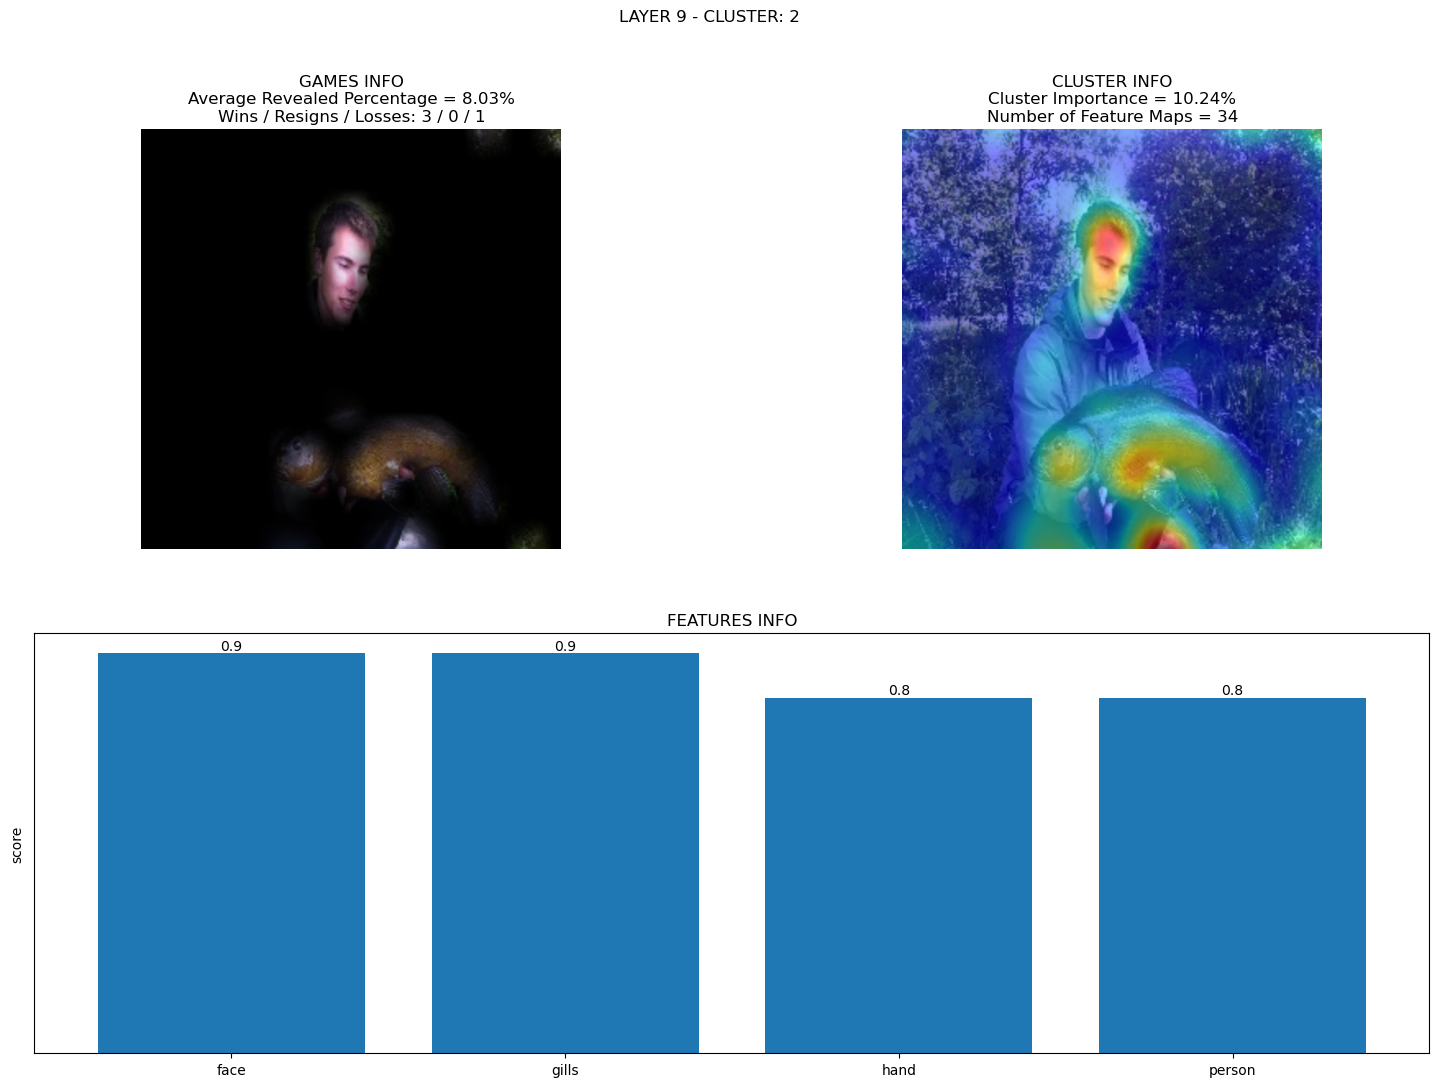 LAYER 9 - CLUSTER: 2
GAMES INFO
Average Revealed Percentage = 8.03%
Wins / Resigns / Losses: 3 / 0 / 1
CLUSTER INFO
Cluster Importance = 10.24%
Number of Feature Maps = 34
FEATURES INFO
score
0.9
0.9
0.8
0.8
face
gills
hand
person